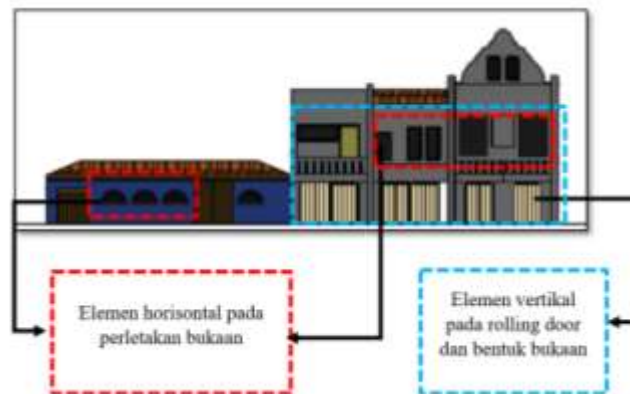 Elemen horisontal pada
perletakan bukaan
Elemen vertikal
pada rolling door
dan bentuk bukaan